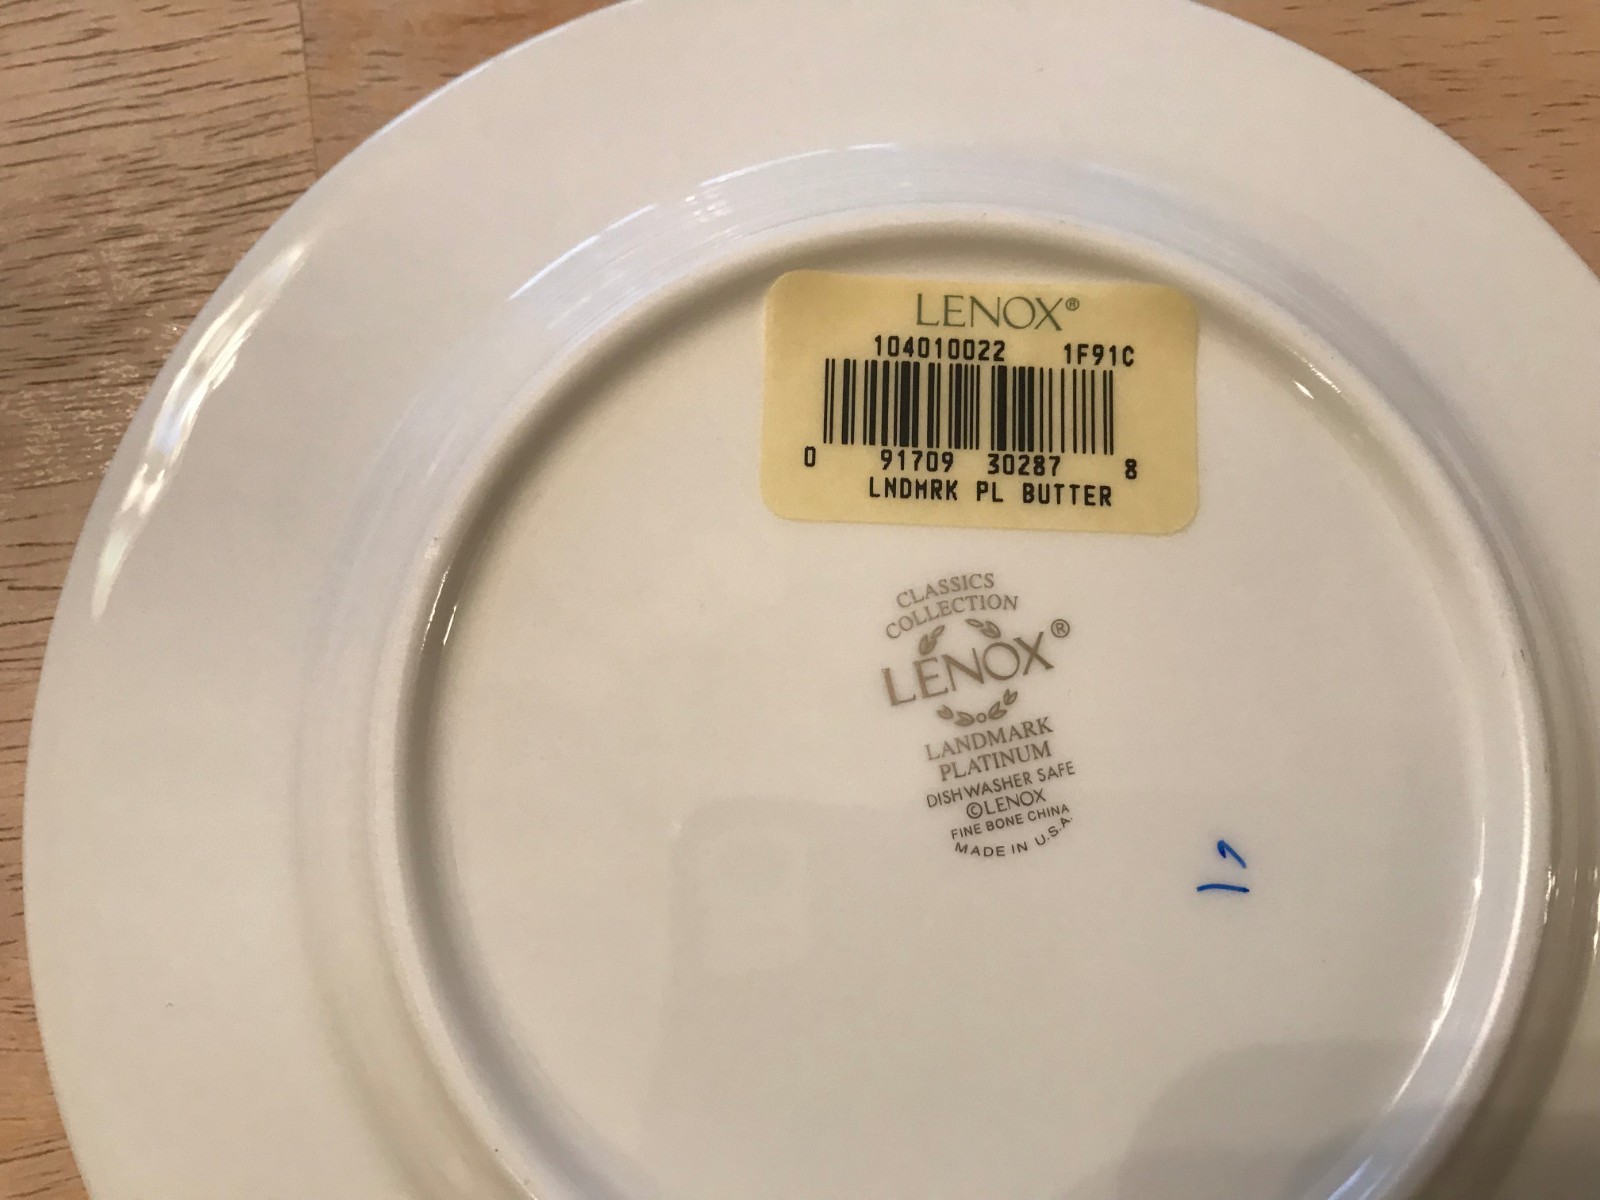 LENOX®
104010022 1F91C
0 91709 30287 8
LNDMRK PL BUTTER
CLASSICS
COLLECTION
LENOX®
LANDMARK
PLATINUM
DISHWASHER SAFE
©LENOX
FINE BONE CHINA
MADE IN U.S.A.